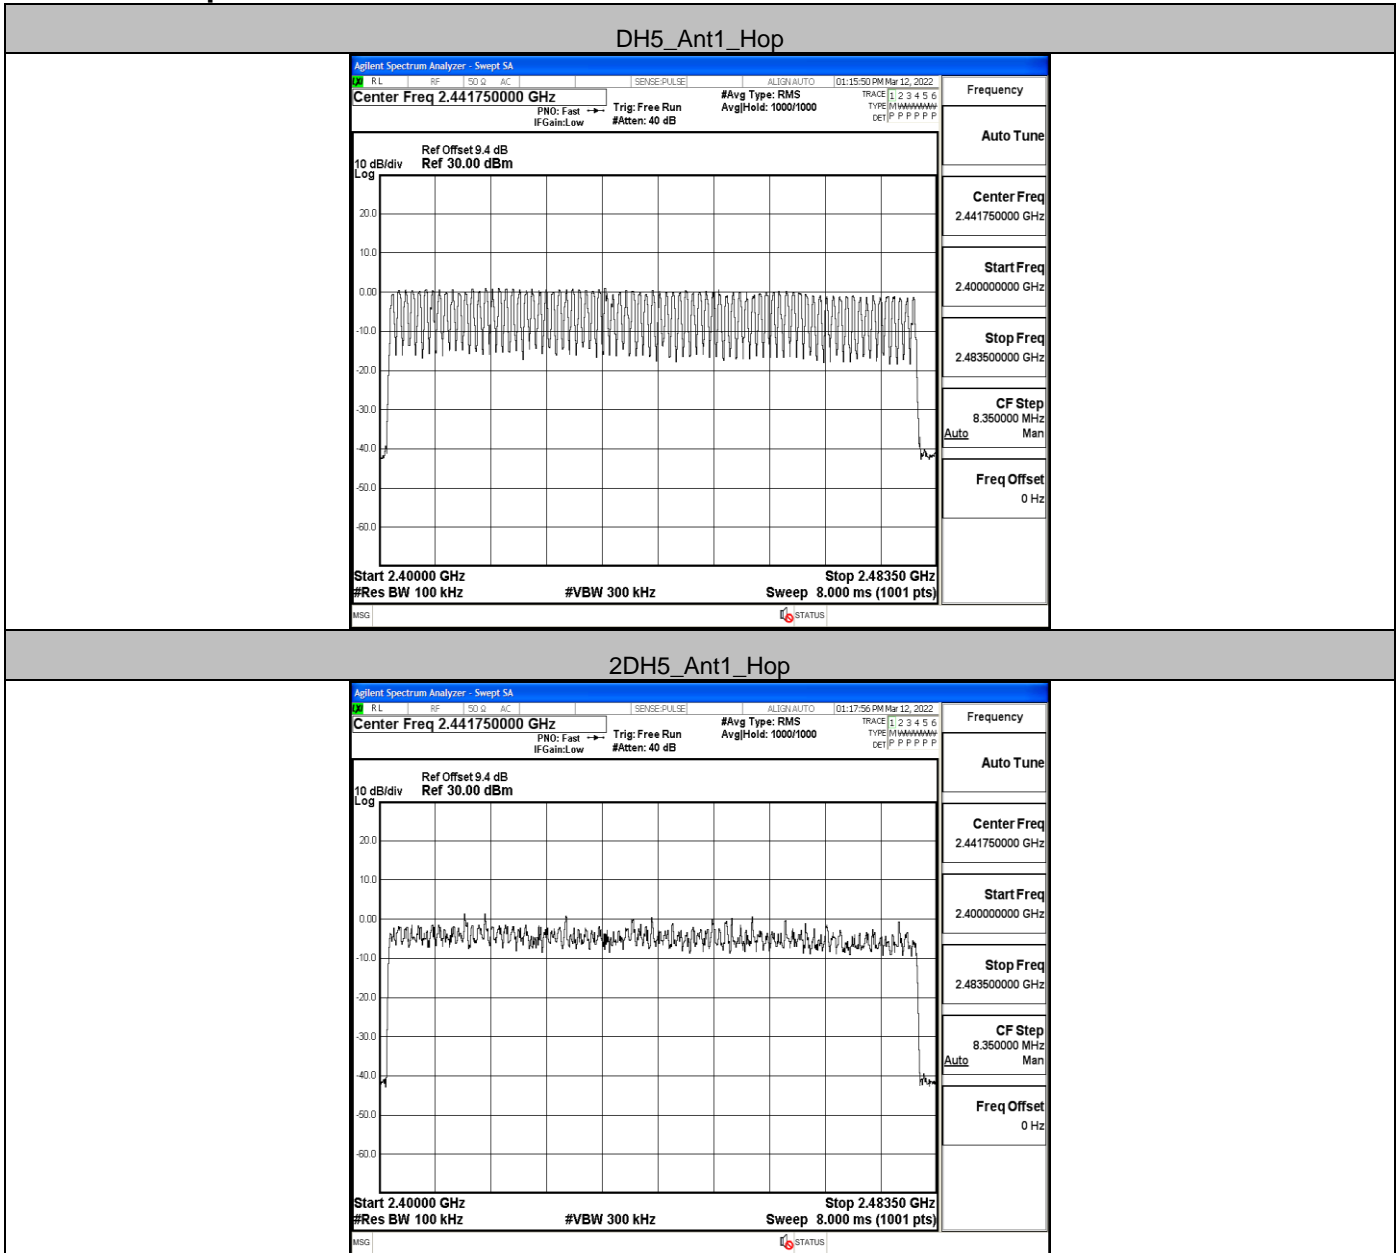 DH5_Ant1_Hop
Agilent Spectrum Analyzer - Swept SA
RL RF 50 Ω AC SENSE:PULSE ALIGN AUTO 01:15:50 PM Mar 12, 2022
Center Freq 2.441750000 GHz
PNO: Fast
IFGain:Low
Trig: Free Run
#Atten: 40 dB
#Avg Type: RMS
Avg|Hold: 1000/1000
TRACE 1 2 3 4 5 6
TYPE M
DET P P P P P P
Ref Offset 9.4 dB
10 dB/div Ref 30.00 dBm
Log
20.0
10.0
0.00
-10.0
-20.0
-30.0
-40.0
-50.0
-60.0
Start 2.40000 GHz Stop 2.48350 GHz
#Res BW 100 kHz #VBW 300 kHz Sweep 8.000 ms (1001 pts)
MSG STATUS
Frequency
Auto Tune
Center Freq
2.441750000 GHz
Start Freq
2.400000000 GHz
Stop Freq
2.483500000 GHz
CF Step
8.350000 MHz
Auto Man
Freq Offset
0 Hz
2DH5_Ant1_Hop
Agilent Spectrum Analyzer - Swept SA
RL RF 50 Ω AC SENSE:PULSE ALIGN AUTO 01:17:56 PM Mar 12, 2022
Center Freq 2.441750000 GHz
PNO: Fast
IFGain:Low
Trig: Free Run
#Atten: 40 dB
#Avg Type: RMS
Avg|Hold: 1000/1000
TRACE 1 2 3 4 5 6
TYPE M
DET P P P P P P
Ref Offset 9.4 dB
10 dB/div Ref 30.00 dBm
Log
20.0
10.0
0.00
-10.0
-20.0
-30.0
-40.0
-50.0
-60.0
Start 2.40000 GHz Stop 2.48350 GHz
#Res BW 100 kHz #VBW 300 kHz Sweep 8.000 ms (1001 pts)
MSG STATUS
Frequency
Auto Tune
Center Freq
2.441750000 GHz
Start Freq
2.400000000 GHz
Stop Freq
2.483500000 GHz
CF Step
8.350000 MHz
Auto Man
Freq Offset
0 Hz